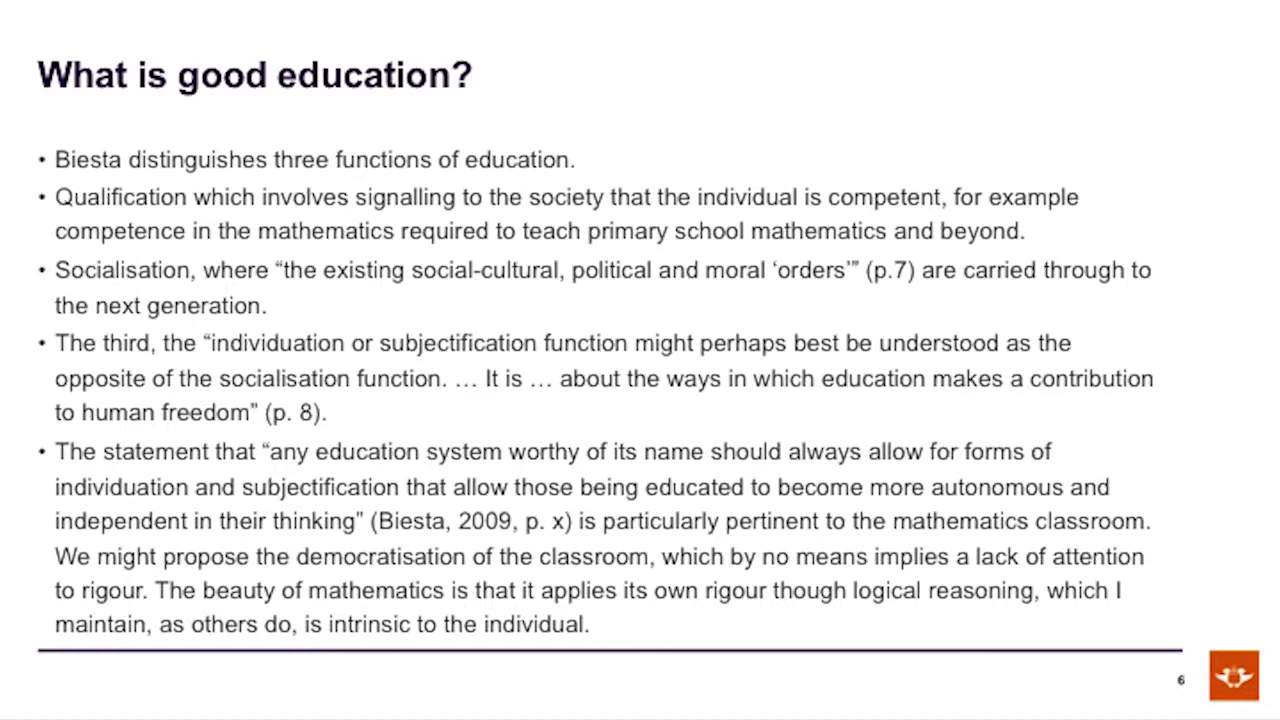 What is good education?
• Biesta distinguishes three functions of education.
• Qualification which involves signalling to the society that the individual is competent, for example
competence in the mathematics required to teach primary school mathematics and beyond.
• Socialisation, where “the existing social-cultural, political and moral ‘orders’” (p.7) are carried through to
the next generation.
• The third, the “individuation or subjectification function might perhaps best be understood as the
opposite of the socialisation function. … It is … about the ways in which education makes a contribution
to human freedom” (p. 8).
• The statement that “any education system worthy of its name should always allow for forms of
individuation and subjectification that allow those being educated to become more autonomous and
independent in their thinking” (Biesta, 2009, p. x) is particularly pertinent to the mathematics classroom.
We might propose the democratisation of the classroom, which by no means implies a lack of attention
to rigour. The beauty of mathematics is that it applies its own rigour though logical reasoning, which I
maintain, as others do, is intrinsic to the individual.
6